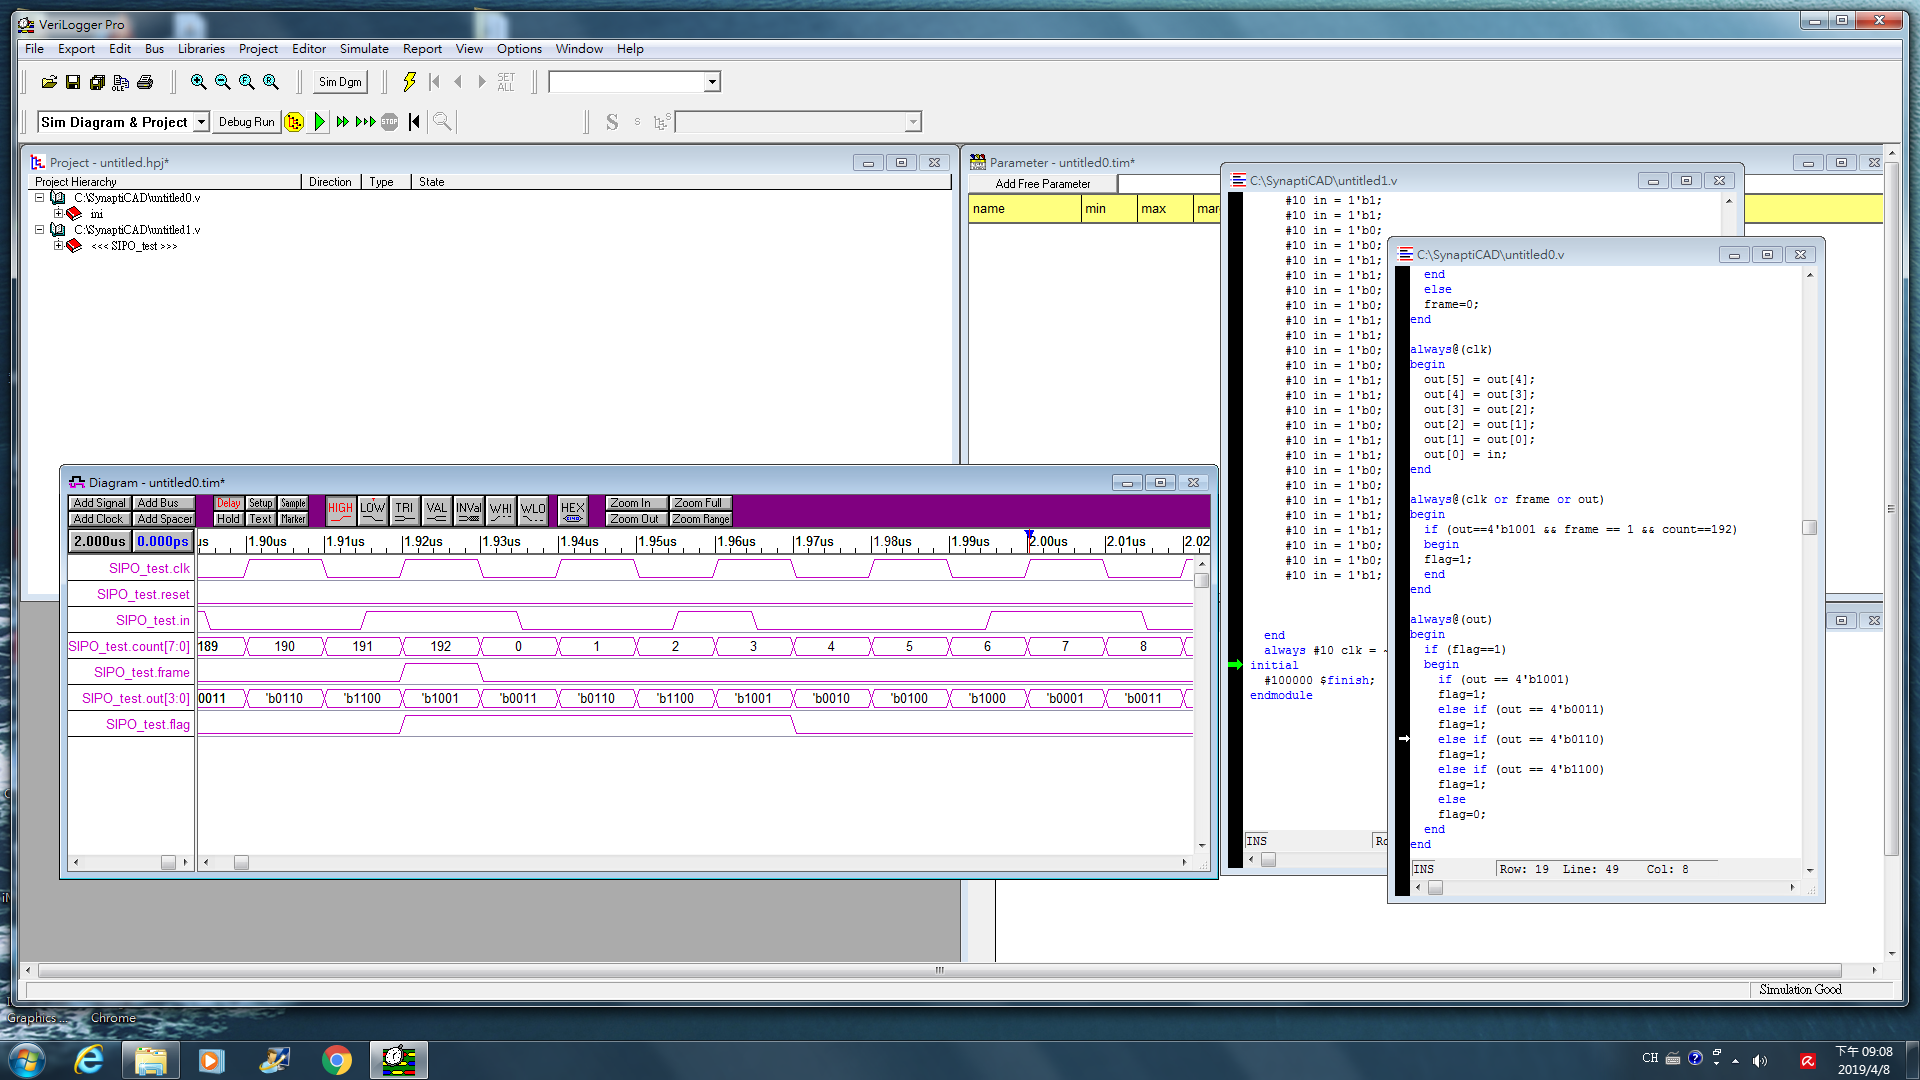 VeriLogger Pro
File Export Edit Bus Libraries Project Editor Simulate Report View Options Window Help
Sim Dgm
SET
ALL
Sim Diagram & Project
Debug Run
Project - untitled.hpj*
Project Hierarchy Direction Type State
C:\SynaptiCAD\untitled0.v
ini
C:\SynaptiCAD\untitled1.v
<<< SIPO_test >>>
Parameter - untitled0.tim*
Add Free Parameter
name min max mar
C:\SynaptiCAD\untitled1.v
#10 in = 1'b1;
#10 in = 1'b1;
#10 in = 1'b0;
#10 in = 1'b0;
#10 in = 1'b1;
#10 in = 1'b1;
#10 in = 1'b0;
#10 in = 1'b0;
#10 in = 1'b1;
#10 in = 1'b1;
#10 in = 1'b0;
#10 in = 1'b0;
#10 in = 1'b1;
#10 in = 1'b1;
#10 in = 1'b0;
#10 in = 1'b0;
#10 in = 1'b1;
#10 in = 1'b0;
#10 in = 1'b0;
#10 in = 1'b0;
#10 in = 1'b1;
#10 in = 1'b1;
#10 in = 1'b1;
#10 in = 1'b0;
#10 in = 1'b0;
#10 in = 1'b1;
end
always #10 clk = ~
initial
#100000 $finish;
endmodule
INS
C:\SynaptiCAD\untitled0.v
end
else
frame=0;
end
always@(clk)
begin
out[5] = out[4];
out[4] = out[3];
out[3] = out[2];
out[2] = out[1];
out[1] = out[0];
out[0] = in;
end
always@(clk or frame or out)
begin
if (out==4'b1001 && frame == 1 && count==192)
begin
flag=1;
end
end
always@(out)
begin
if (flag==1)
begin
if (out == 4'b1001)
flag=1;
else if (out == 4'b0011)
flag=1;
else if (out == 4'b0110)
flag=1;
else if (out == 4'b1100)
flag=1;
else
flag=0;
end
end
INS Row: 19 Line: 49 Col: 8
Diagram - untitled0.tim*
Add Signal Add Bus Delay Setup Sample HIGH LOW TRI VAL INVal WHI WLO HEX Zoom In Zoom Full
Add Clock Add Spacer Hold Text Marker Zoom Out Zoom Range
2.000us 0.000ps 1.90us 1.91us 1.92us 1.93us 1.94us 1.95us 1.96us 1.97us 1.98us 1.99us 2.00us 2.01us 2.02
SIPO_test.clk
SIPO_test.reset
SIPO_test.in
SIPO_test.count[7:0] 189 190 191 192 0 1 2 3 4 5 6 7 8
SIPO_test.frame
SIPO_test.out[3:0] 0011 'b0110 'b1100 'b1001 'b0011 'b0110 'b1100 'b1001 'b0010 'b0100 'b1000 'b0001 'b0011
SIPO_test.flag
Simulation Good
Graphics ... Chrome
CH
下午 09:08
2019/4/8